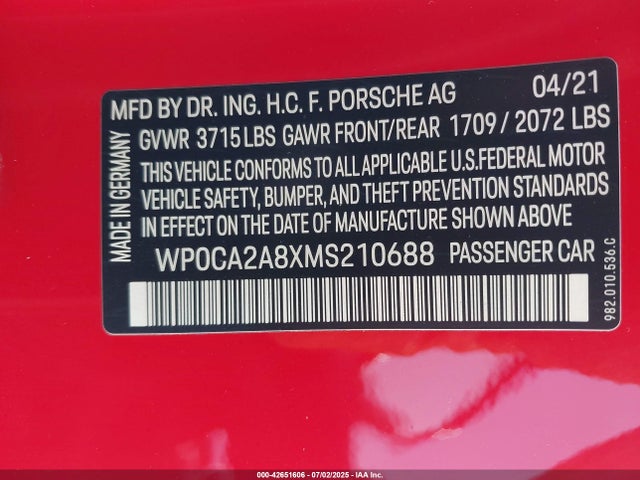 MFD BY DR. ING. H.C. F. PORSCHE AG 04/21
GVWR 3715 LBS GAWR FRONT/REAR 1709 / 2072 LBS
THIS VEHICLE CONFORMS TO ALL APPLICABLE U.S.FEDERAL MOTOR
VEHICLE SAFETY, BUMPER, AND THEFT PREVENTION STANDARDS
IN EFFECT ON THE DATE OF MANUFACTURE SHOWN ABOVE
WP0CA2A8XMS210688 PASSENGER CAR
MADE IN GERMANY
982.010.536.C
000-42651606 - 07/02/2025 - IAA Inc.